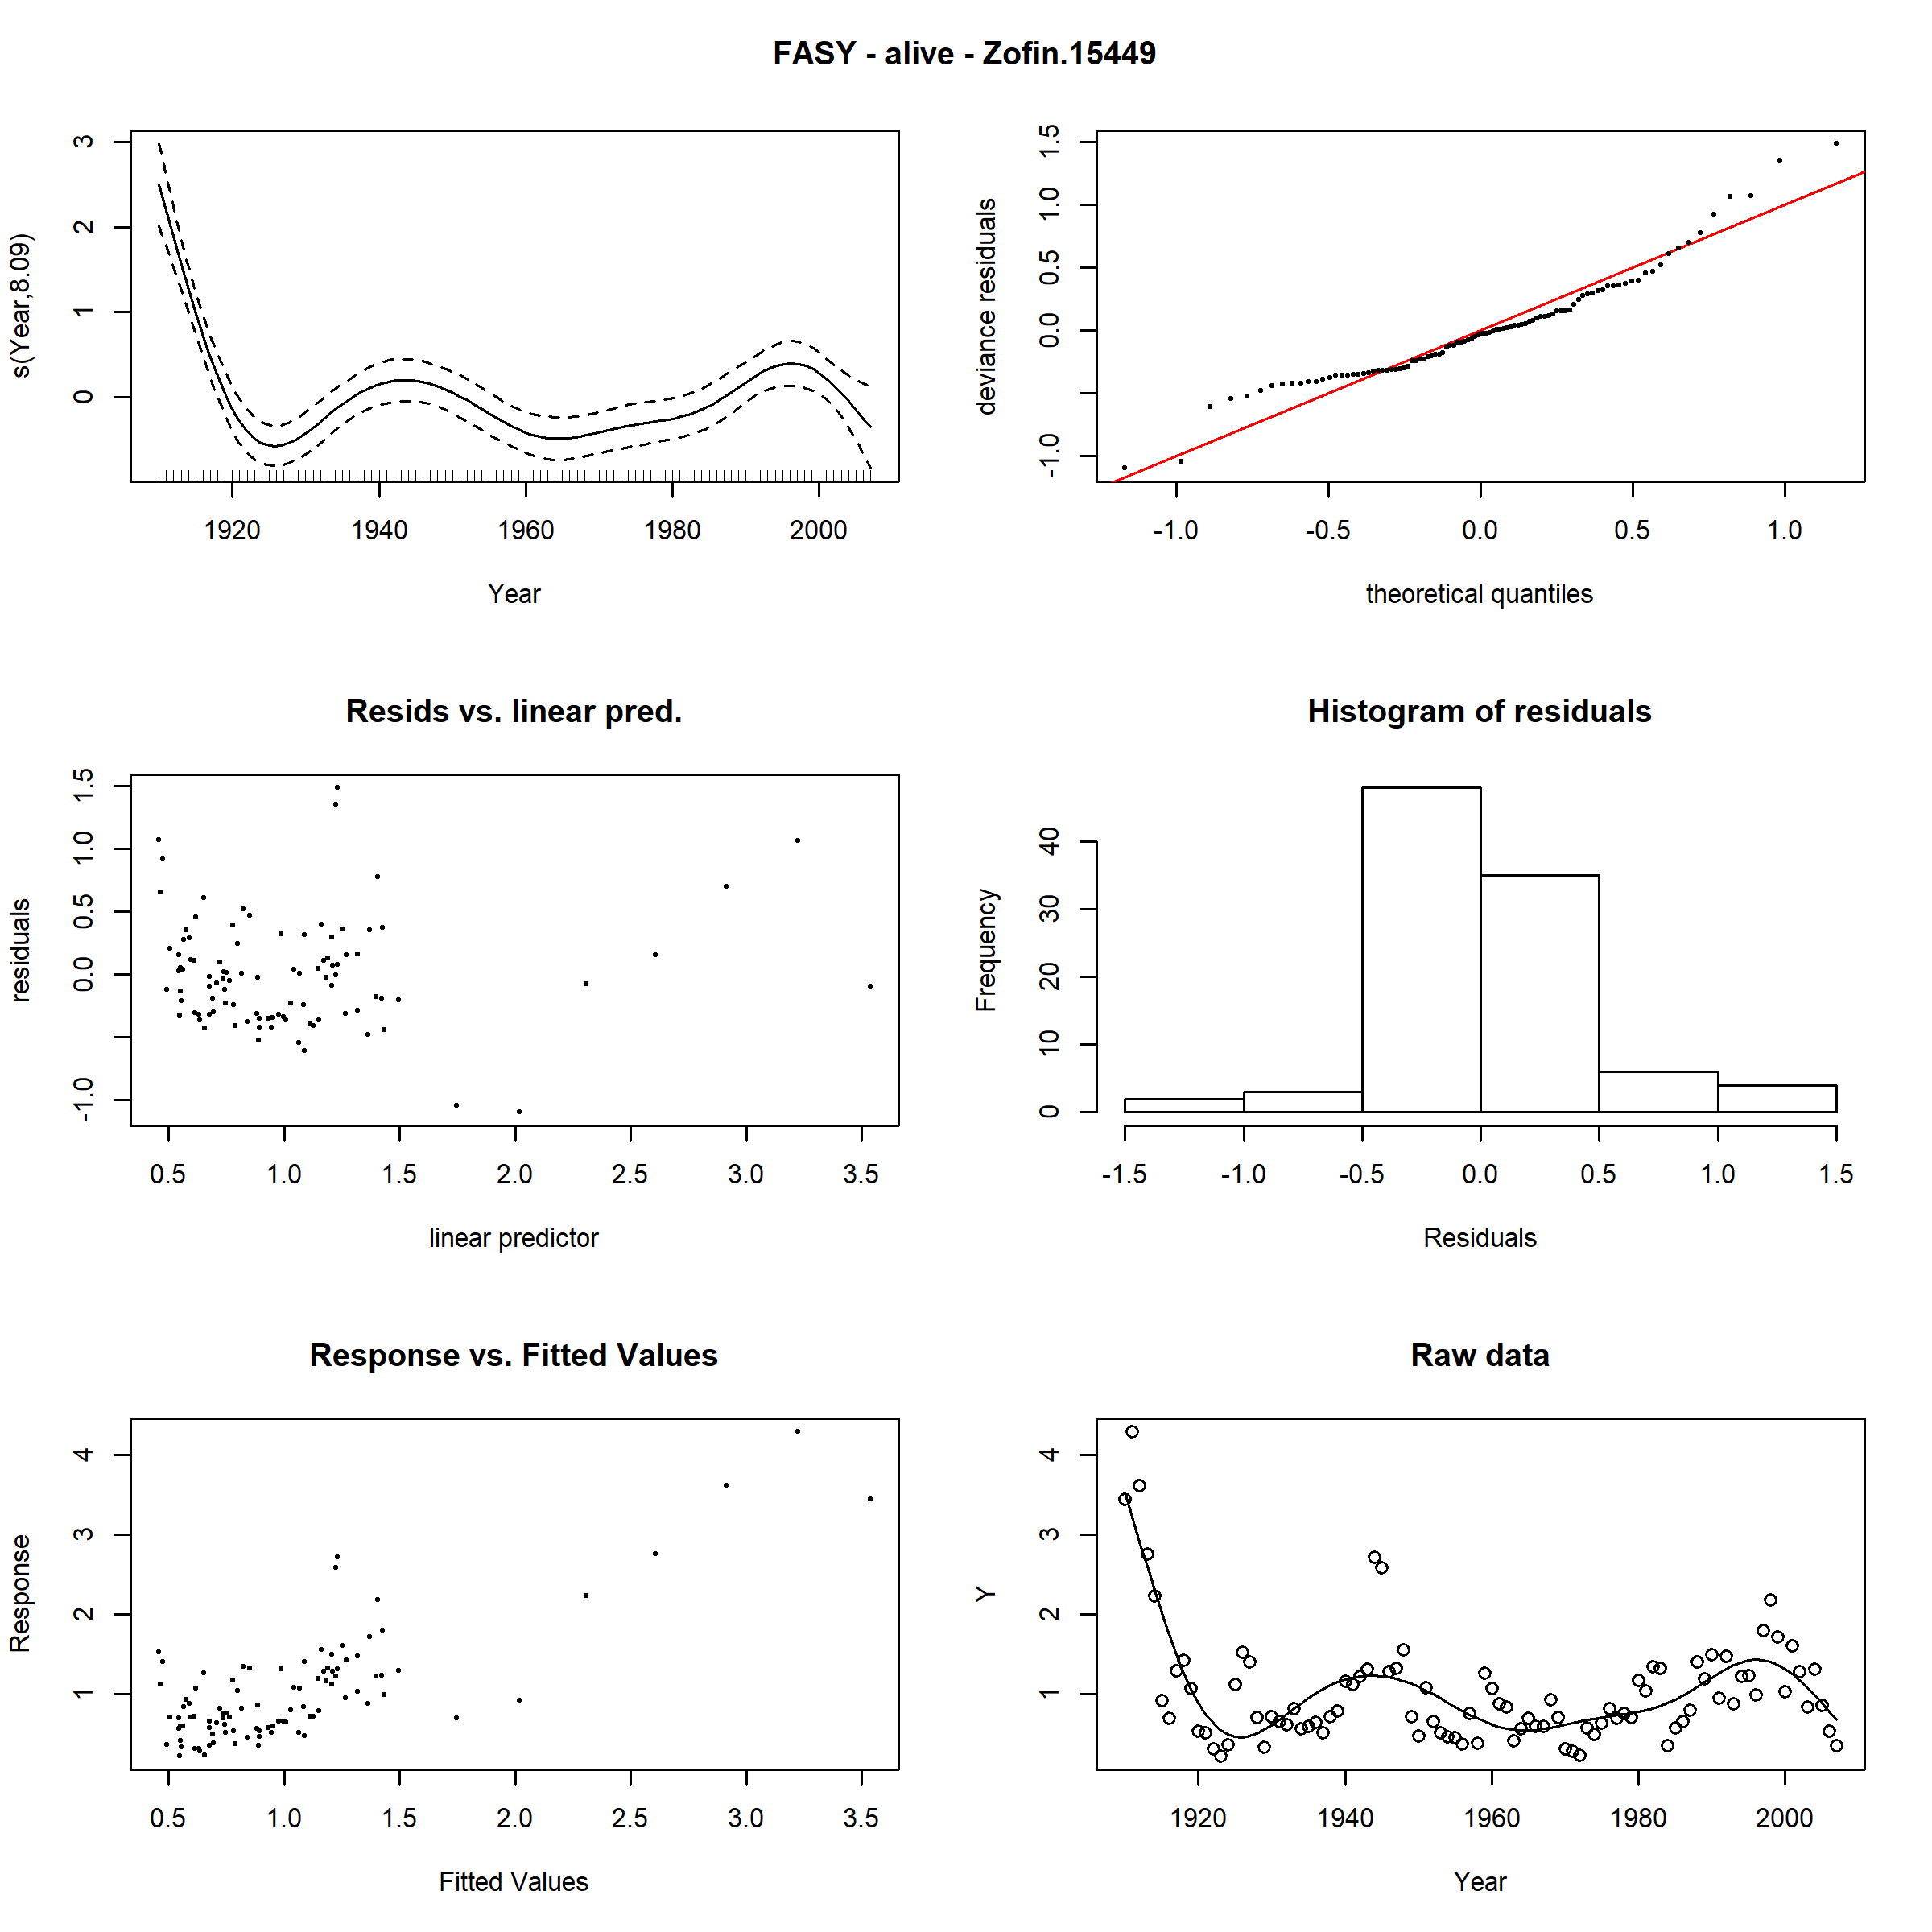 FASY - alive - Zofin.15449
s(Year,8.09)
3
2
1
0
1920 1940 1960 1980 2000
Year
deviance residuals
1.5
1.0
0.5
0.0
-1.0
-1.0 -0.5 0.0 0.5 1.0
theoretical quantiles
Resids vs. linear pred.
residuals
1.5
1.0
0.5
0.0
-1.0
0.5 1.0 1.5 2.0 2.5 3.0 3.5
linear predictor
Histogram of residuals
Frequency
40
30
20
10
0
-1.5 -1.0 -0.5 0.0 0.5 1.0 1.5
Residuals
Response vs. Fitted Values
Response
4
3
2
1
0.5 1.0 1.5 2.0 2.5 3.0 3.5
Fitted Values
Raw data
Y
4
3
2
1
1920 1940 1960 1980 2000
Year